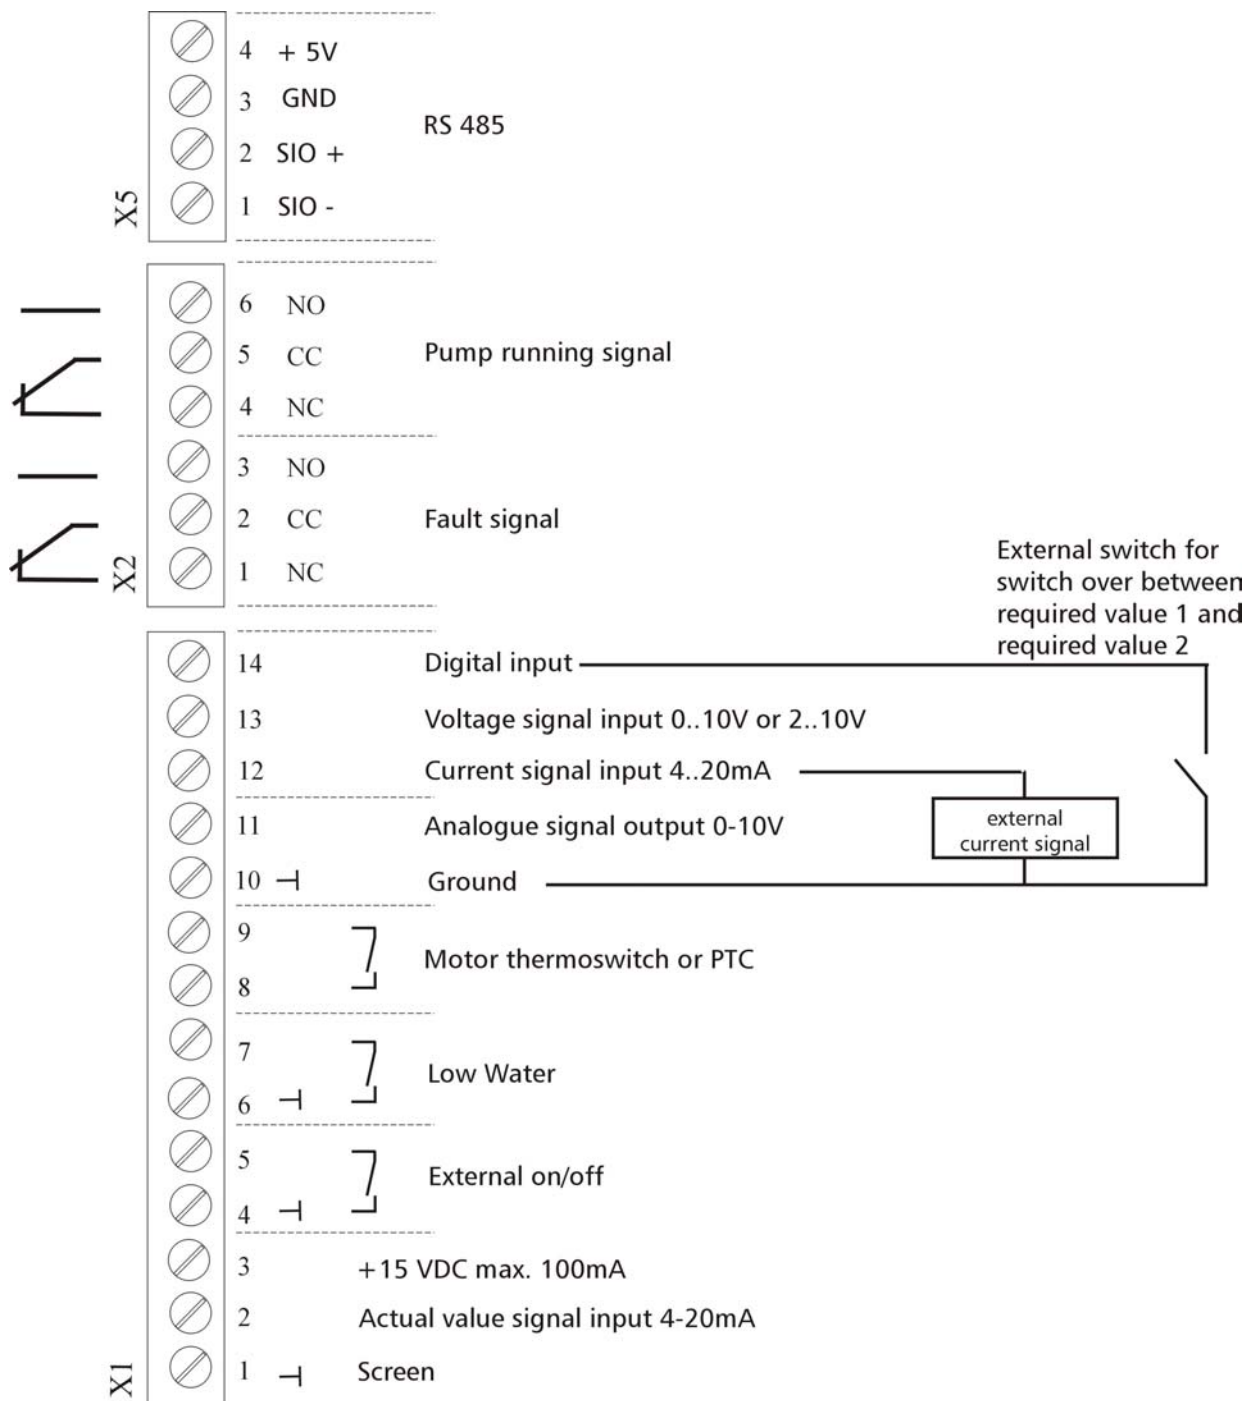 4 + 5V
3 GND
RS 485
2 SIO +
1 SIO -
X5
6 NO
5 CC
Pump running signal
4 NC
3 NO
2 CC
Fault signal
1 NC
X2
External switch for
switch over between
required value 1 and
required value 2
14 Digital input
13 Voltage signal input 0..10V or 2..10V
12 Current signal input 4..20mA
11 Analogue signal output 0-10V
external
current signal
10 Ground
9
Motor thermoswitch or PTC
8
7
Low Water
6
5
External on/off
4
3 +15 VDC max. 100mA
2 Actual value signal input 4-20mA
1 Screen
X1